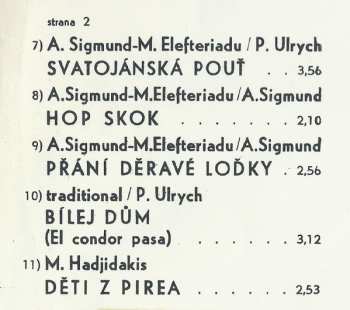 strana 2
7) A. Sigmund-M. Elefteriadu / P. Ulrych
SVATOJÁNSKÁ POUŤ . . 3,56
8) A.Sigmund-M.Elefteriadu/A.Sigmund
HOP SKOK . . . . . . . 2,10
9) A.Sigmund-M.Elefteriadu/A.Sigmund
PŘÁNÍ DĚRAVÉ LOĎKY . 2,56
10) traditional / P. Ulrych
BÍLEJ DŮM
(El condor pasa) . . . . . . 3,12
11) M. Hadjidakis
DĚTI Z PIREA . . . . . . 2,53